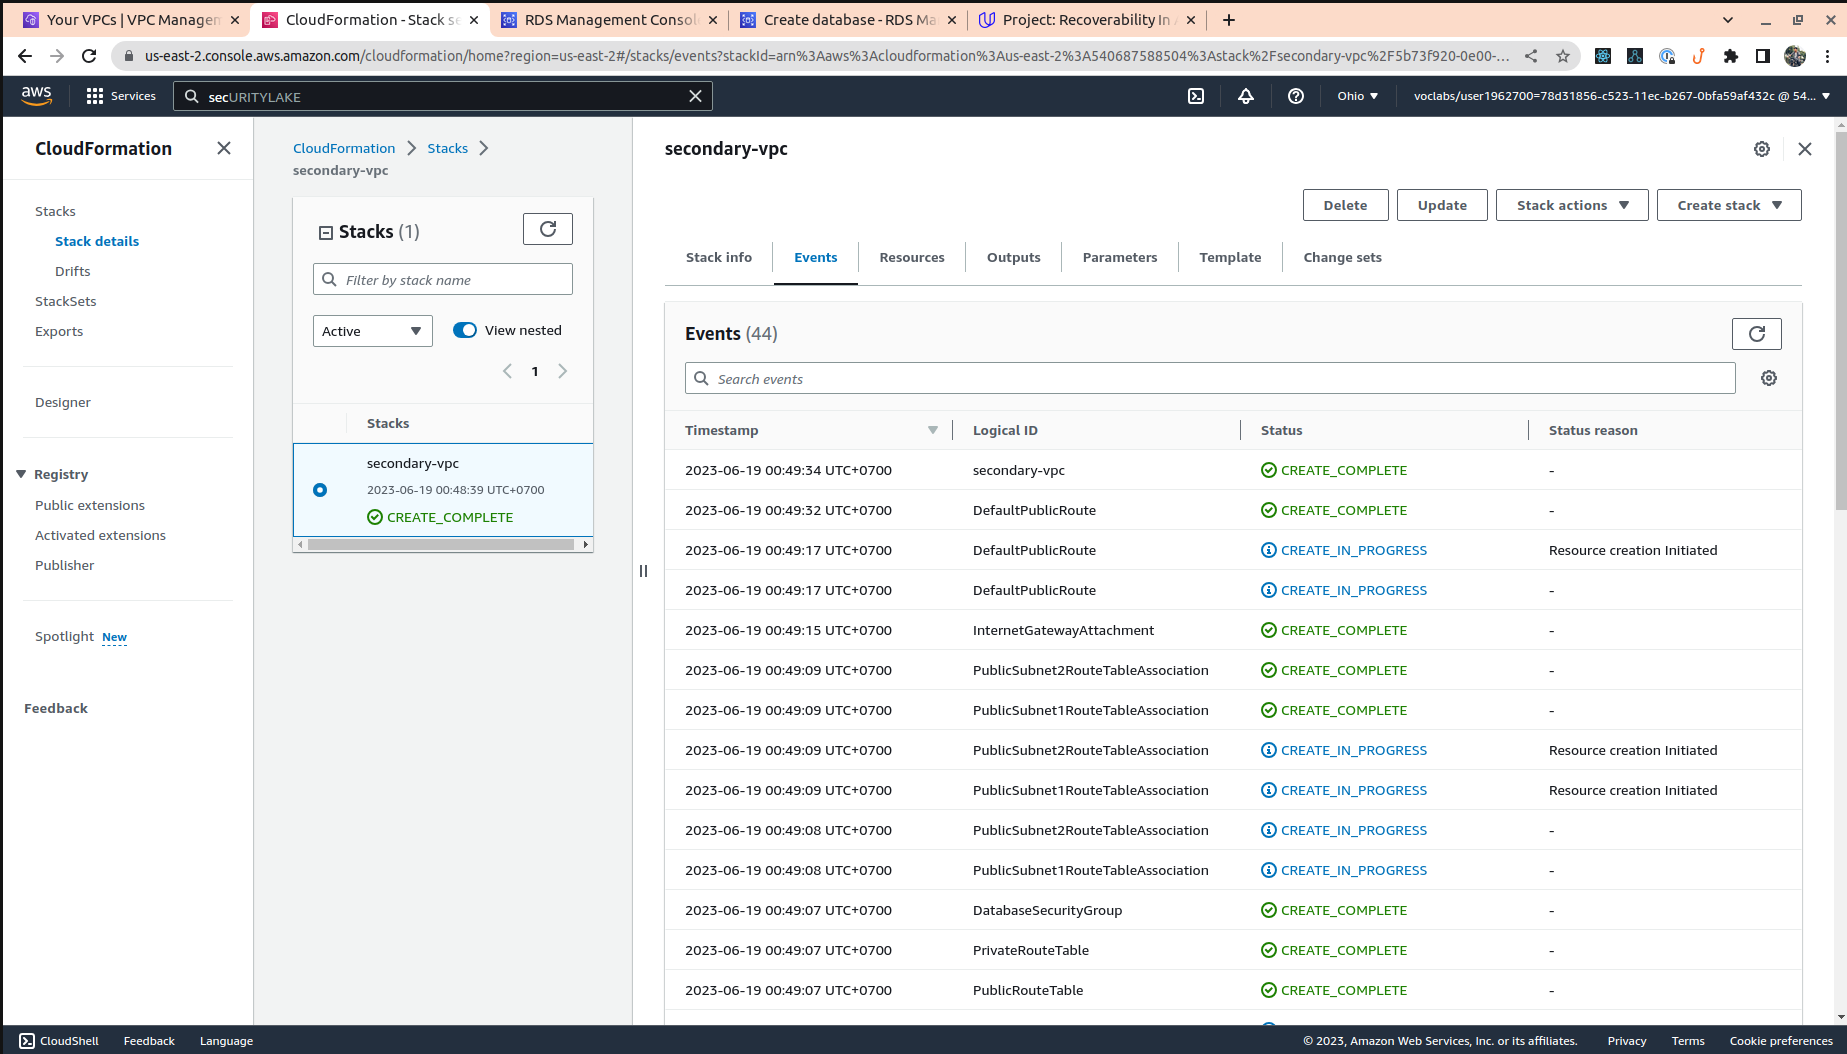 Your VPCs | VPC Managem
CloudFormation - Stack se
RDS Management Consol
Create database - RDS Ma
Project: Recoverability In
us-east-2.console.aws.amazon.com/cloudformation/home?region=us-east-2#/stacks/events?stackId=arn%3Aaws%3Acloudformation%3Aus-east-2%3A540687588504%3Astack%2Fsecondary-vpc%2F5b73f920-0e00-...
aws
Services
secURITYLAKE
Ohio
voclabs/user1962700=78d31856-c523-11ec-b267-0bfa59af432c @ 54...
CloudFormation
Stacks
Stack details
Drifts
StackSets
Exports
Designer
Registry
Public extensions
Activated extensions
Publisher
Spotlight New
Feedback
CloudFormation
Stacks
secondary-vpc
Stacks (1)
Filter by stack name
Active
View nested
1
Stacks
secondary-vpc
2023-06-19 00:48:39 UTC+0700
CREATE_COMPLETE
secondary-vpc
Delete
Update
Stack actions
Create stack
Stack info
Events
Resources
Outputs
Parameters
Template
Change sets
Events (44)
Search events
Timestamp Logical ID Status Status reason
2023-06-19 00:49:34 UTC+0700 secondary-vpc CREATE_COMPLETE -
2023-06-19 00:49:32 UTC+0700 DefaultPublicRoute CREATE_COMPLETE -
2023-06-19 00:49:17 UTC+0700 DefaultPublicRoute CREATE_IN_PROGRESS Resource creation Initiated
2023-06-19 00:49:17 UTC+0700 DefaultPublicRoute CREATE_IN_PROGRESS -
2023-06-19 00:49:15 UTC+0700 InternetGatewayAttachment CREATE_COMPLETE -
2023-06-19 00:49:09 UTC+0700 PublicSubnet2RouteTableAssociation CREATE_COMPLETE -
2023-06-19 00:49:09 UTC+0700 PublicSubnet1RouteTableAssociation CREATE_COMPLETE -
2023-06-19 00:49:09 UTC+0700 PublicSubnet2RouteTableAssociation CREATE_IN_PROGRESS Resource creation Initiated
2023-06-19 00:49:09 UTC+0700 PublicSubnet1RouteTableAssociation CREATE_IN_PROGRESS Resource creation Initiated
2023-06-19 00:49:08 UTC+0700 PublicSubnet2RouteTableAssociation CREATE_IN_PROGRESS -
2023-06-19 00:49:08 UTC+0700 PublicSubnet1RouteTableAssociation CREATE_IN_PROGRESS -
2023-06-19 00:49:07 UTC+0700 DatabaseSecurityGroup CREATE_COMPLETE -
2023-06-19 00:49:07 UTC+0700 PrivateRouteTable CREATE_COMPLETE -
2023-06-19 00:49:07 UTC+0700 PublicRouteTable CREATE_COMPLETE -
CloudShell
Feedback
Language
© 2023, Amazon Web Services, Inc. or its affiliates.
Privacy
Terms
Cookie preferences